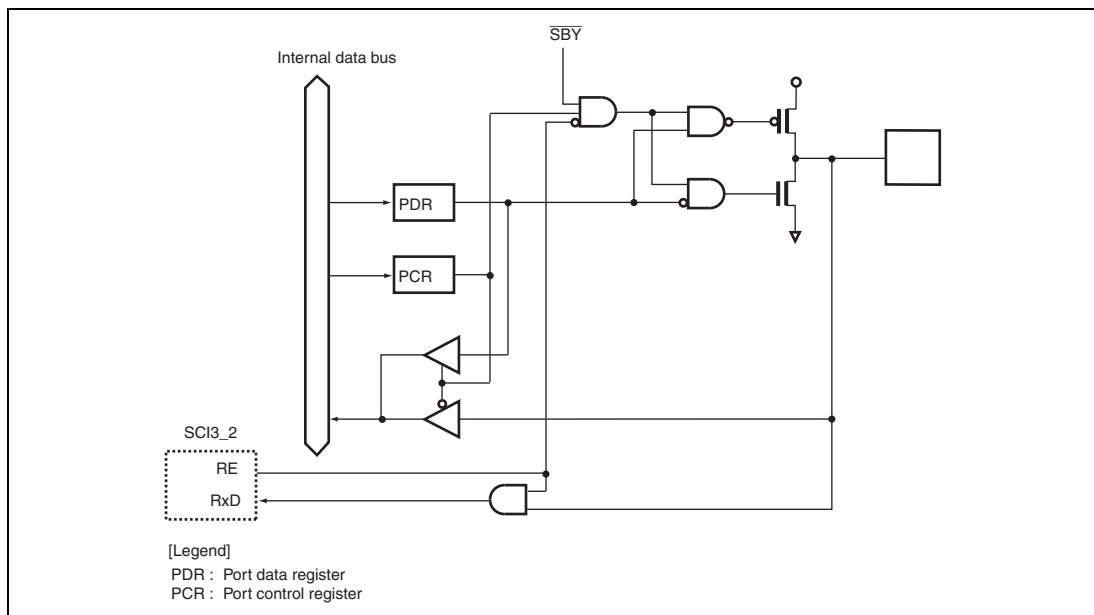 SBY
Internal data bus
PDR
PCR
SCI3_2
RE
RxD
[Legend]
PDR : Port data register
PCR : Port control register